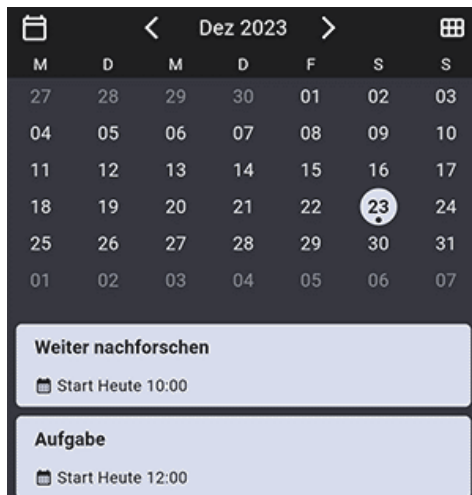 Dez 2023
M D M D F S S
27 28 29 30 01 02 03
04 05 06 07 08 09 10
11 12 13 14 15 16 17
18 19 20 21 22 23 24
25 26 27 28 29 30 31
01 02 03 04 05 06 07
Weiter nachforschen
Start Heute 10:00
Aufgabe
Start Heute 12:00